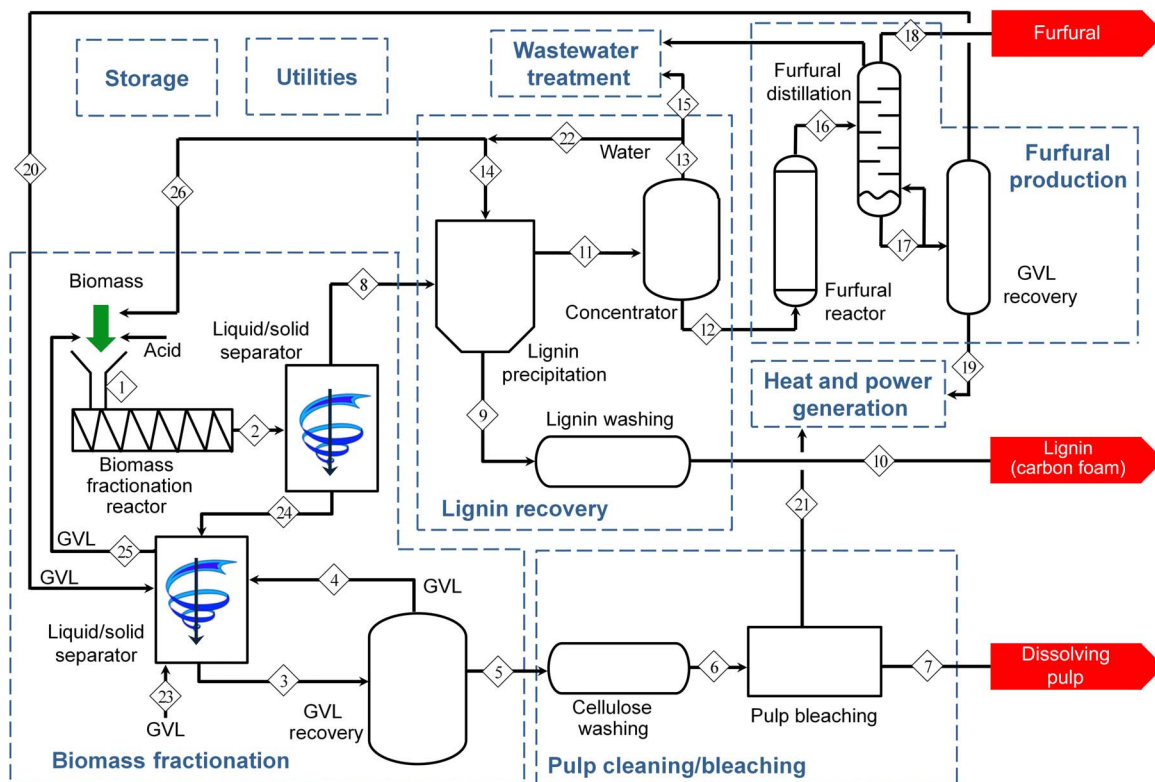 18
Furfural
Storage
Utilities
Wastewater
treatment
Furfural
distillation
15
16
22
Water
13
Furfural
production
20
26
14
17
Biomass
8
11
GVL
recovery
Acid
Liquid/solid
separator
Concentrator
12
Furfural
reactor
1
Lignin
precipitation
19
Heat and power
generation
2
9
Lignin washing
Biomass
fractionation
reactor
10
Lignin
(carbon foam)
24
Lignin recovery
21
GVL
25
GVL
4
GVL
Liquid/solid
separator
3
5
6
7
Dissolving
pulp
23
GVL
GVL
recovery
Cellulose
washing
Pulp bleaching
Biomass fractionation
Pulp cleaning/bleaching